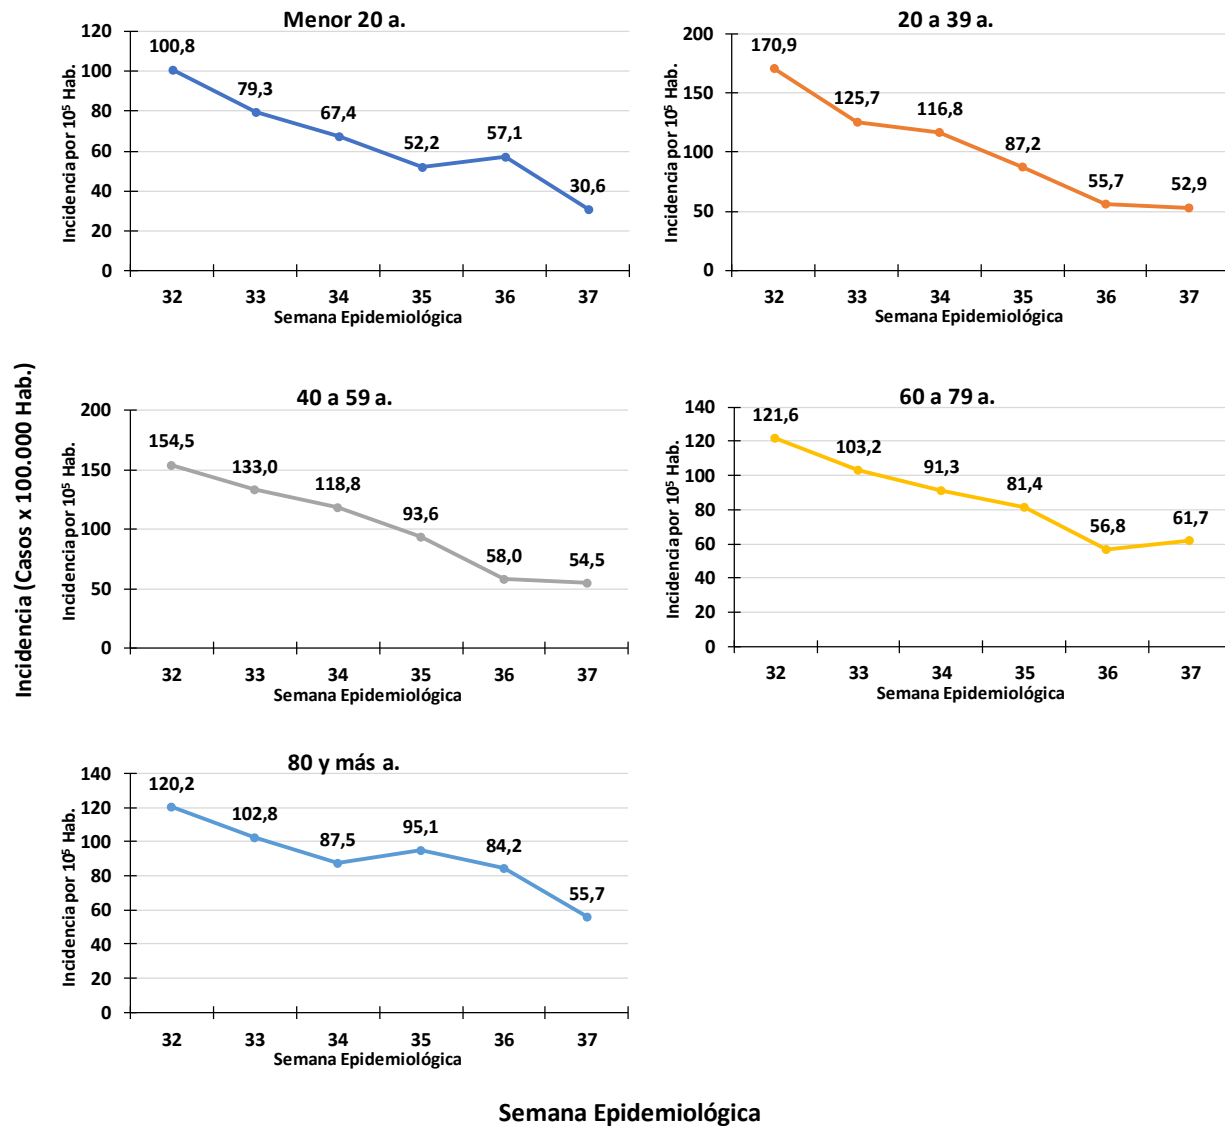 Menor 20 a.
Incidencia por 10⁵ Hab.
120
100
80
60
40
20
0
100,8
79,3
67,4
52,2
57,1
30,6
32 33 34 35 36 37
Semana Epidemiológica
20 a 39 a.
Incidencia por 10⁵ Hab.
200
150
100
50
0
170,9
125,7
116,8
87,2
55,7
52,9
32 33 34 35 36 37
Semana Epidemiológica
Incidencia (Casos x 100.000 Hab.)
40 a 59 a.
Incidencia por 10⁵ Hab.
200
150
100
50
0
154,5
133,0
118,8
93,6
58,0
54,5
32 33 34 35 36 37
Semana Epidemiológica
60 a 79 a.
Incidencia por 10⁵ Hab.
140
120
100
80
60
40
20
0
121,6
103,2
91,3
81,4
56,8
61,7
32 33 34 35 36 37
Semana Epidemiológica
80 y más a.
Incidencia por 10⁵ Hab.
140
120
100
80
60
40
20
0
120,2
102,8
87,5
95,1
84,2
55,7
32 33 34 35 36 37
Semana Epidemiológica
Semana Epidemiológica